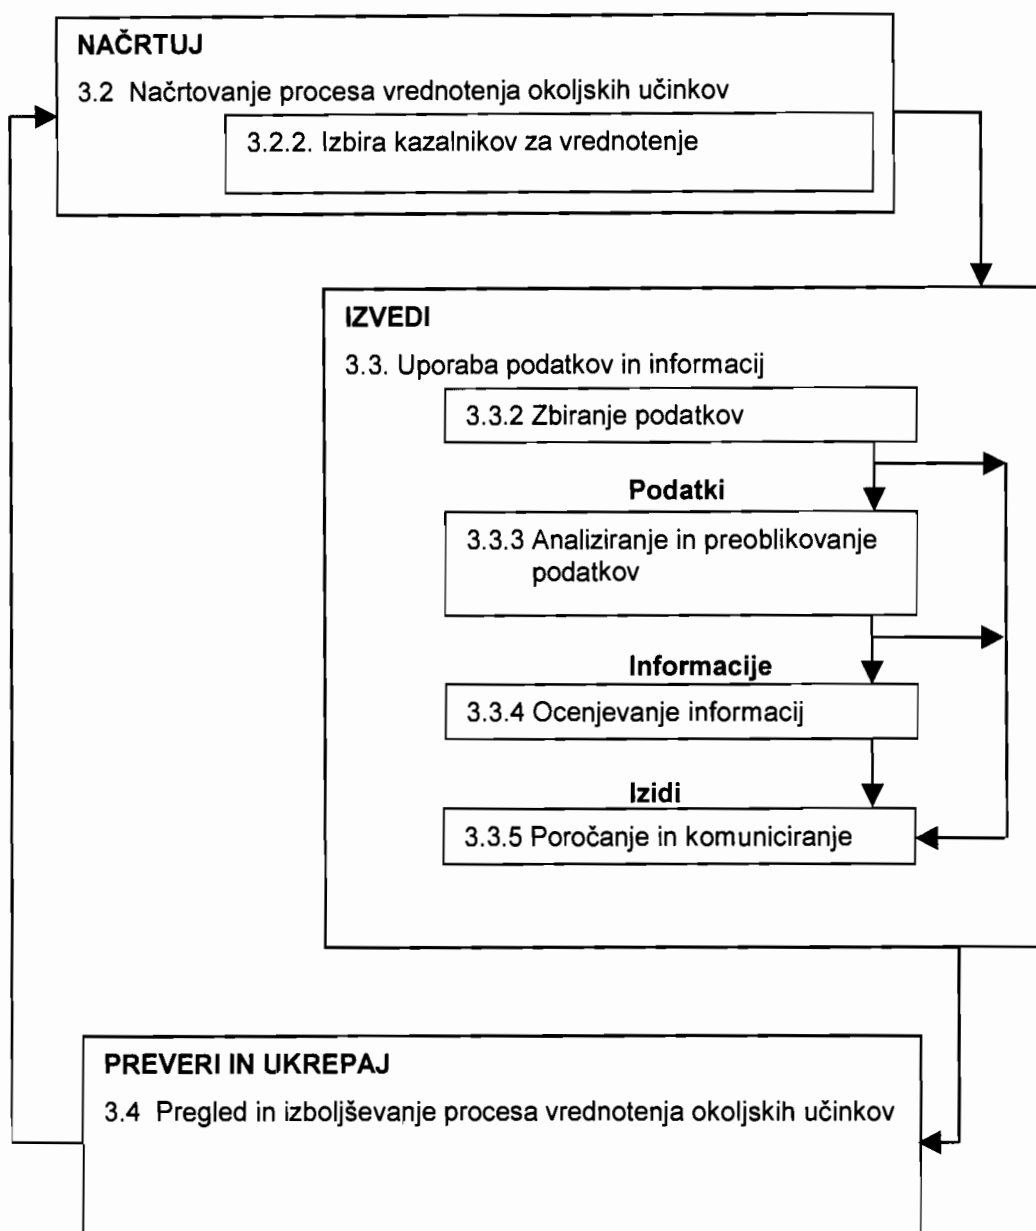 NAČRTUJ
3.2 Načrtovanje procesa vrednotenja okoljskih učinkov
3.2.2. Izbira kazalnikov za vrednotenje
IZVEDI
3.3. Uporaba podatkov in informacij
3.3.2 Zbiranje podatkov
Podatki
3.3.3 Analiziranje in preoblikovanje
podatkov
Informacije
3.3.4 Ocenjevanje informacij
Izidi
3.3.5 Poročanje in komuniciranje
PREVERI IN UKREPAJ
3.4 Pregled in izboljševanje procesa vrednotenja okoljskih učinkov